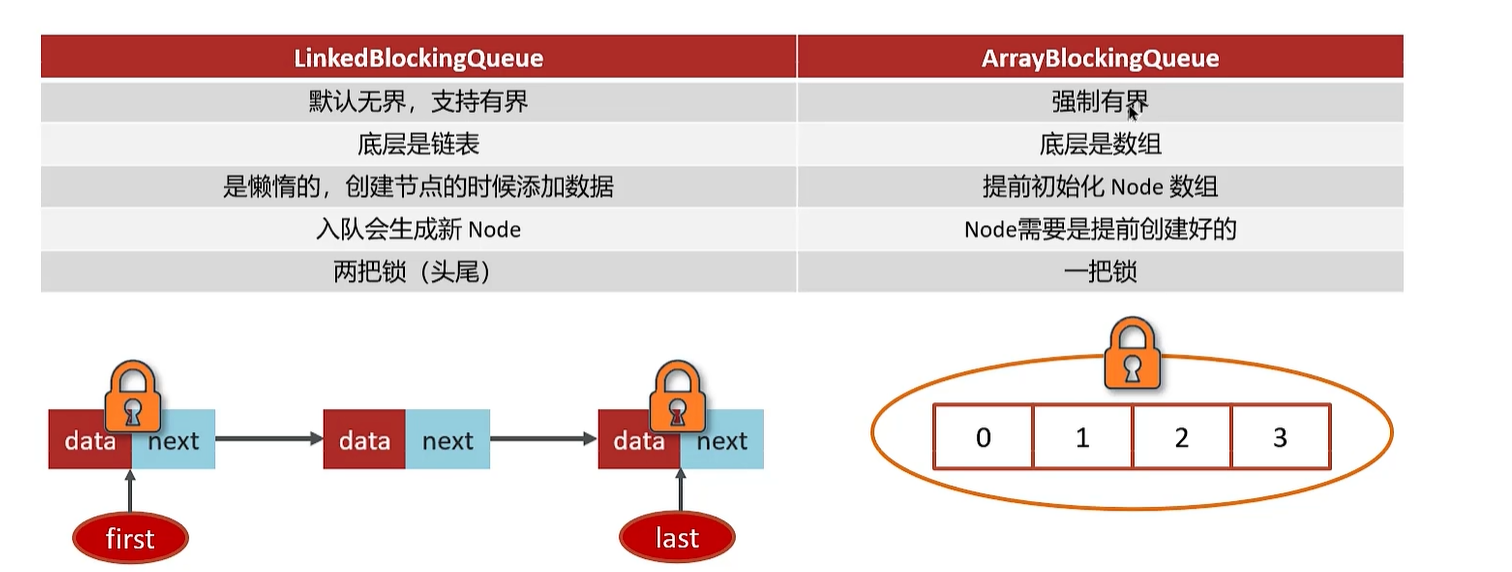 LinkedBlockingQueue ArrayBlockingQueue
默认无界，支持有界 强制有界
底层是链表 底层是数组
是懒惰的，创建节点的时候添加数据 提前初始化 Node 数组
入队会生成新 Node Node需要是提前创建好的
两把锁（头尾） 一把锁
data next data next data next 0 1 2 3
first last